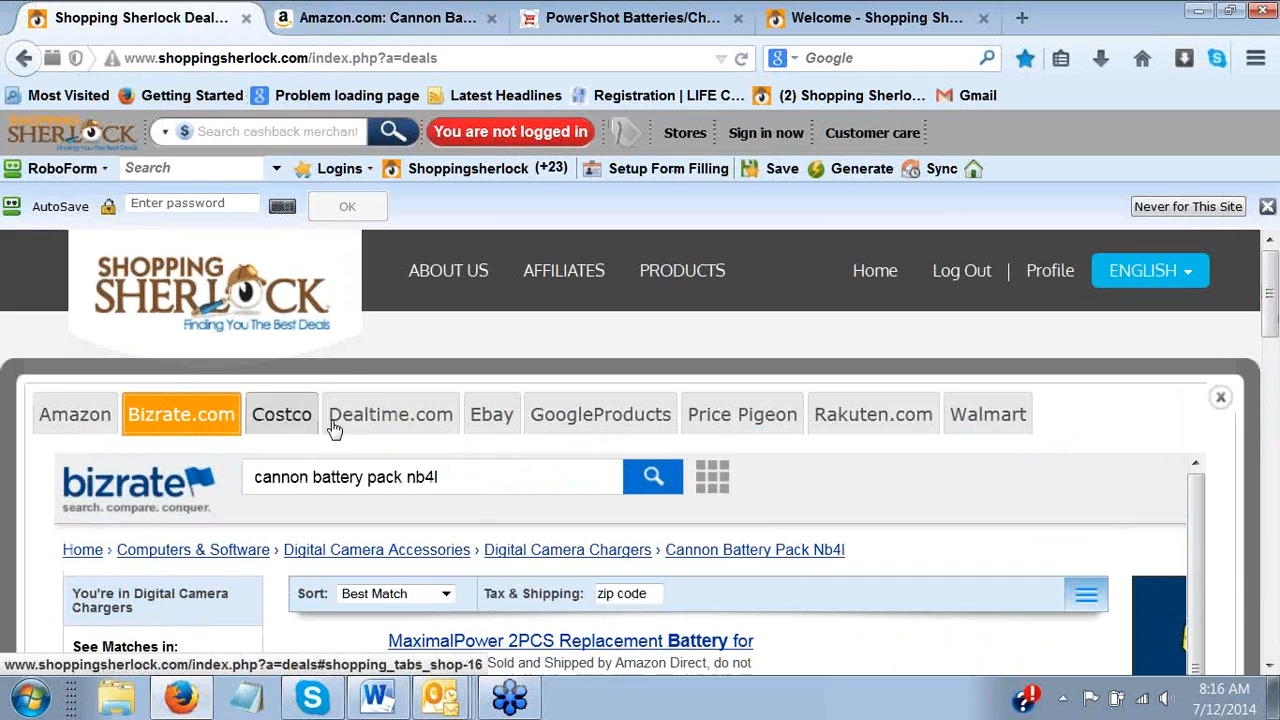 Shopping Sherlock Deal...
Amazon.com: Cannon Ba...
PowerShot Batteries/Ch...
Welcome - Shopping Sh...
www.shoppingsherlock.com/index.php?a=deals
Google
Most Visited
Getting Started
Problem loading page
Latest Headlines
Registration | LIFE C...
(2) Shopping Sherlo...
Gmail
SHOPPING SHERLOCK
Finding You The Best Deals
Search cashback merchant
You are not logged in
Stores
Sign in now
Customer care
RoboForm
Search
Logins
Shoppingsherlock (+23)
Setup Form Filling
Save
Generate
Sync
AutoSave
Enter password
OK
Never for This Site
SHOPPING
SHERLOCK
Finding You The Best Deals
ABOUT US
AFFILIATES
PRODUCTS
Home
Log Out
Profile
ENGLISH
Amazon
Bizrate.com
Costco
Dealtime.com
Ebay
GoogleProducts
Price Pigeon
Rakuten.com
Walmart
bizrate
search. compare. conquer.
cannon battery pack nb4l
Home › Computers & Software › Digital Camera Accessories › Digital Camera Chargers › Cannon Battery Pack Nb4l
You're in Digital Camera
Chargers
See Matches in:
Sort: Best Match
Tax & Shipping: zip code
MaximalPower 2PCS Replacement Battery for
Sold and Shipped by Amazon Direct, do not
www.shoppingsherlock.com/index.php?a=deals#shopping_tabs_shop-16
8:16 AM
7/12/2014